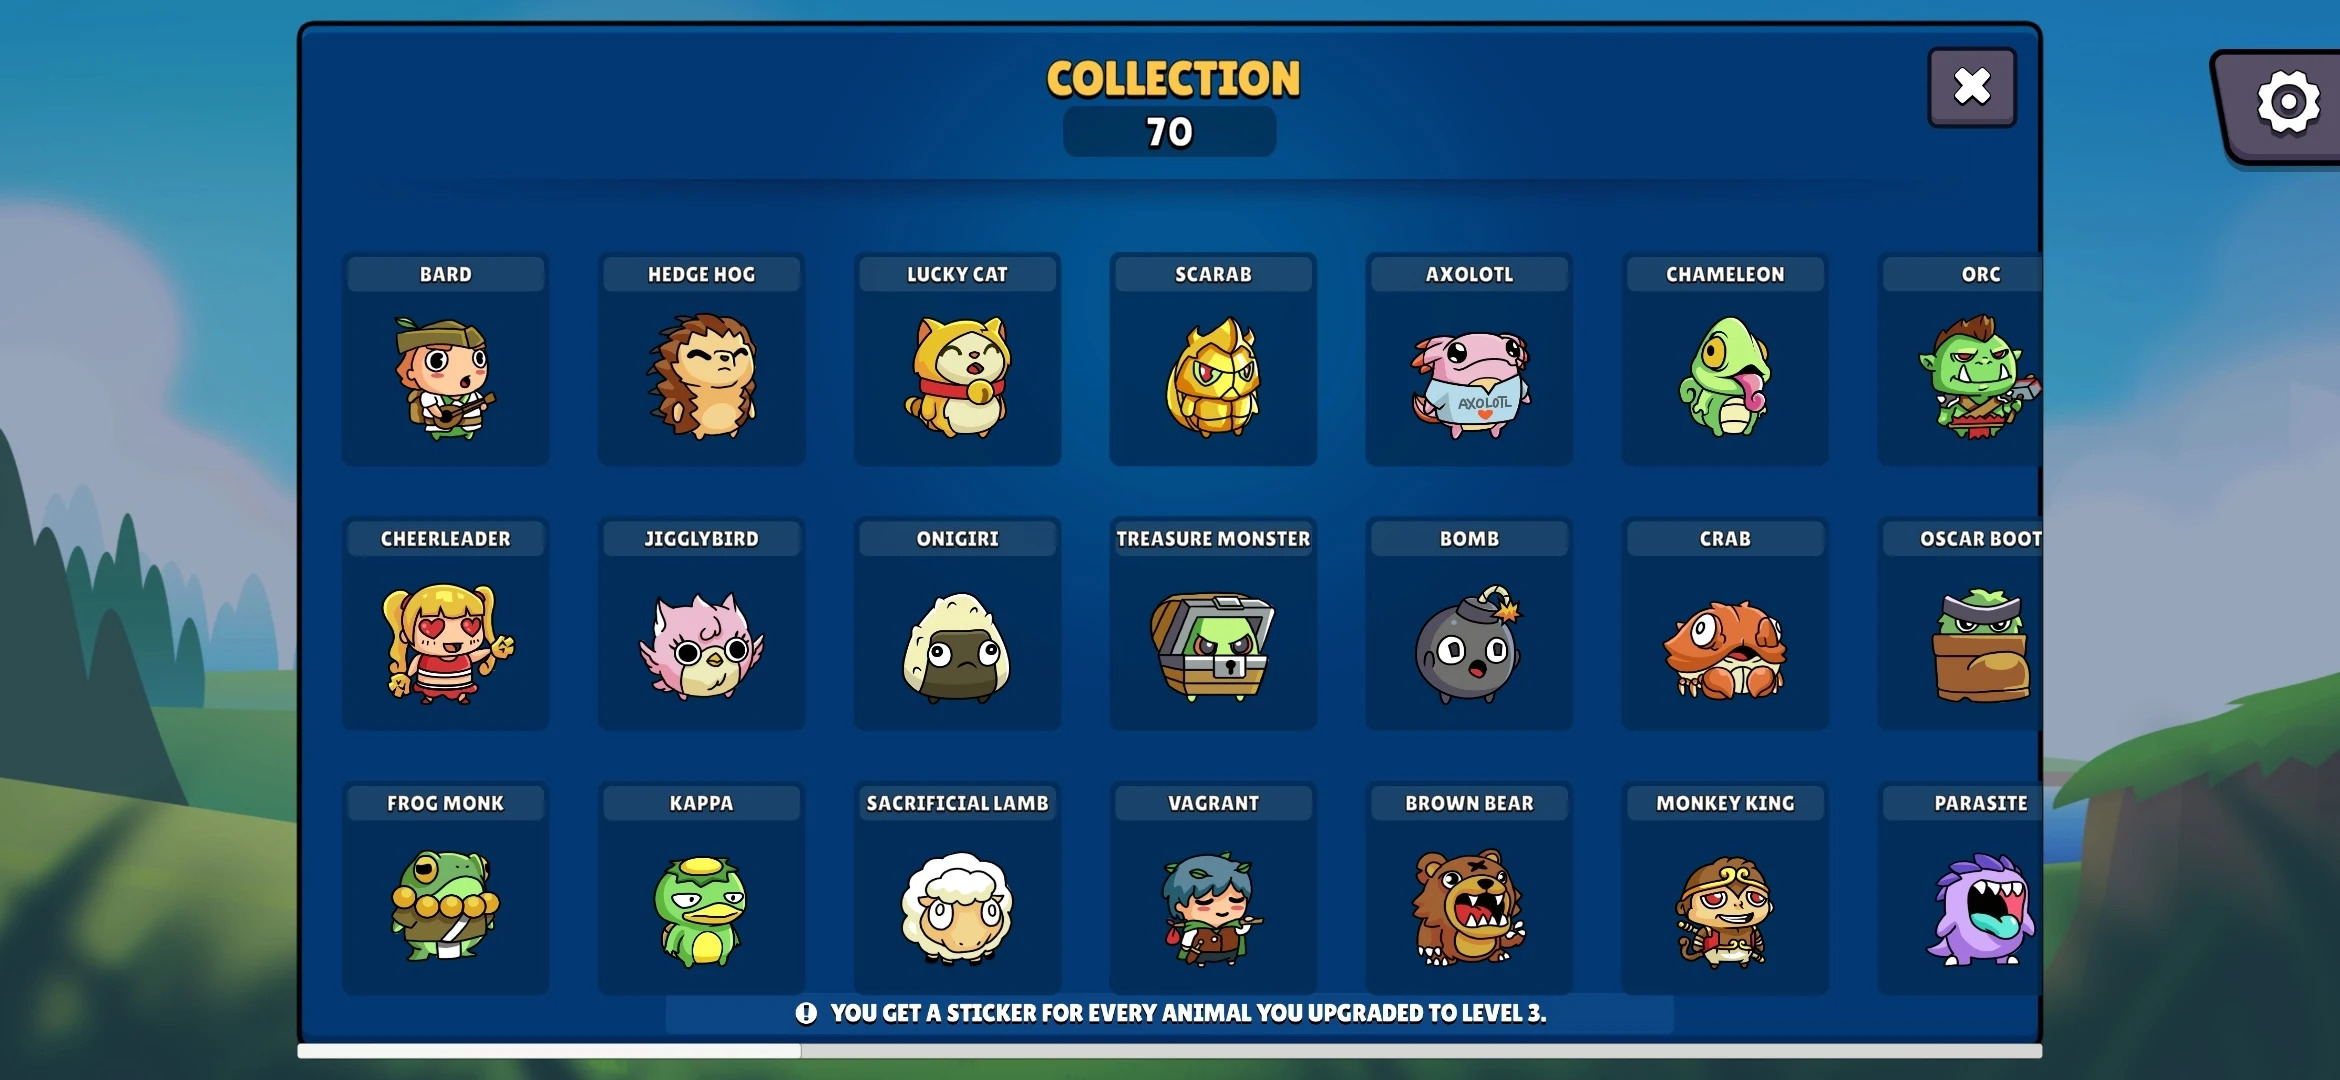 COLLECTION
70
BARD
HEDGE HOG
LUCKY CAT
SCARAB
AXOLOTL
CHAMELEON
ORC
AXOLOTL
CHEERLEADER
JIGGLYBIRD
ONIGIRI
TREASURE MONSTER
BOMB
CRAB
OSCAR BOOT
FROG MONK
KAPPA
SACRIFICIAL LAMB
VAGRANT
BROWN BEAR
MONKEY KING
PARASITE
YOU GET A STICKER FOR EVERY ANIMAL YOU UPGRADED TO LEVEL 3.